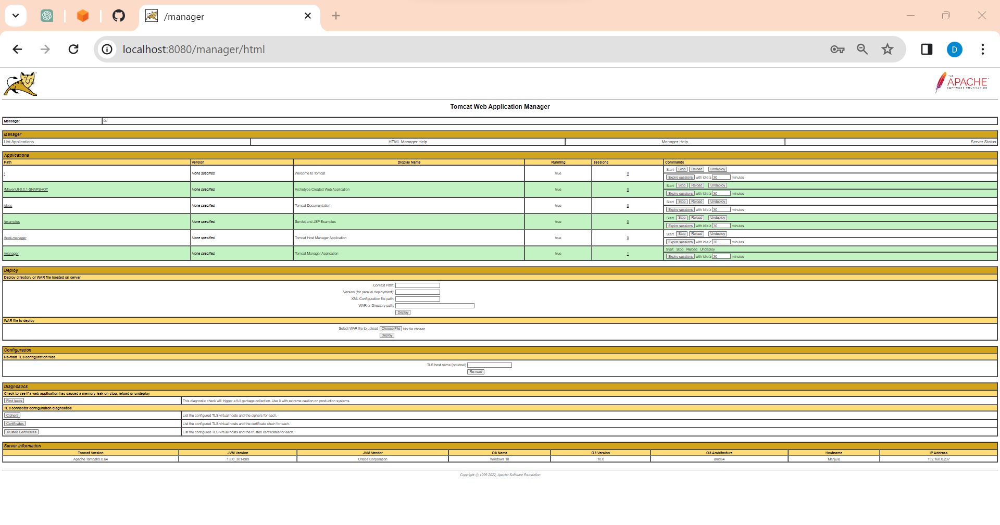 /manager
localhost:8080/manager/html
D
THE
APACHE
SOFTWARE FOUNDATION
Tomcat Web Application Manager
Message: OK
Manager
List Applications HTML Manager Help Manager Help Server Status
Applications
Path Version Display Name Running Sessions Commands
/ None specified Welcome to Tomcat true 0 Start Stop Reload Undeploy
Expire sessions with idle ≥ 30 minutes
/MavenUI-0.0.1-SNAPSHOT None specified Archetype Created Web Application true 0 Start Stop Reload Undeploy
Expire sessions with idle ≥ 30 minutes
/docs None specified Tomcat Documentation true 0 Start Stop Reload Undeploy
Expire sessions with idle ≥ 30 minutes
/examples None specified Servlet and JSP Examples true 0 Start Stop Reload Undeploy
Expire sessions with idle ≥ 30 minutes
/host-manager None specified Tomcat Host Manager Application true 0 Start Stop Reload Undeploy
Expire sessions with idle ≥ 30 minutes
/manager None specified Tomcat Manager Application true 1 Start Stop Reload Undeploy
Expire sessions with idle ≥ 30 minutes
Deploy
Deploy directory or WAR file located on server
Context Path:
Version (for parallel deployment):
XML Configuration file path:
WAR or Directory path:
Deploy
WAR file to deploy
Select WAR file to upload Choose File No file chosen
Deploy
Configuration
Re-read TLS configuration files
TLS host name (optional)
Re-read
Diagnostics
Check to see if a web application has caused a memory leak on stop, reload or undeploy
Find leaks This diagnostic check will trigger a full garbage collection. Use it with extreme caution on production systems.
TLS connector configuration diagnostics
Ciphers List the configured TLS virtual hosts and the ciphers for each.
Certificates List the configured TLS virtual hosts and the certificate chain for each.
Trusted Certificates List the configured TLS virtual hosts and the trusted certificates for each.
Server Information
Tomcat Version JVM Version JVM Vendor OS Name OS Version OS Architecture Hostname IP Address
Apache Tomcat/9.0.64 1.8.0_301-b09 Oracle Corporation Windows 10 10.0 amd64 Manjula 192.168.0.237
Copyright © 1999-2022, Apache Software Foundation